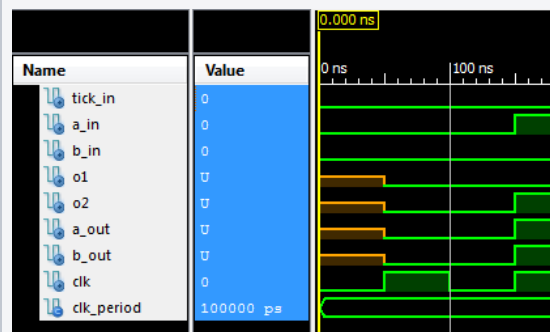 0.000 ns
Name Value 0 ns 100 ns
tick_in 0
a_in 0
b_in 0
o1 U
o2 U
a_out U
b_out U
clk 0
clk_period 100000 ps